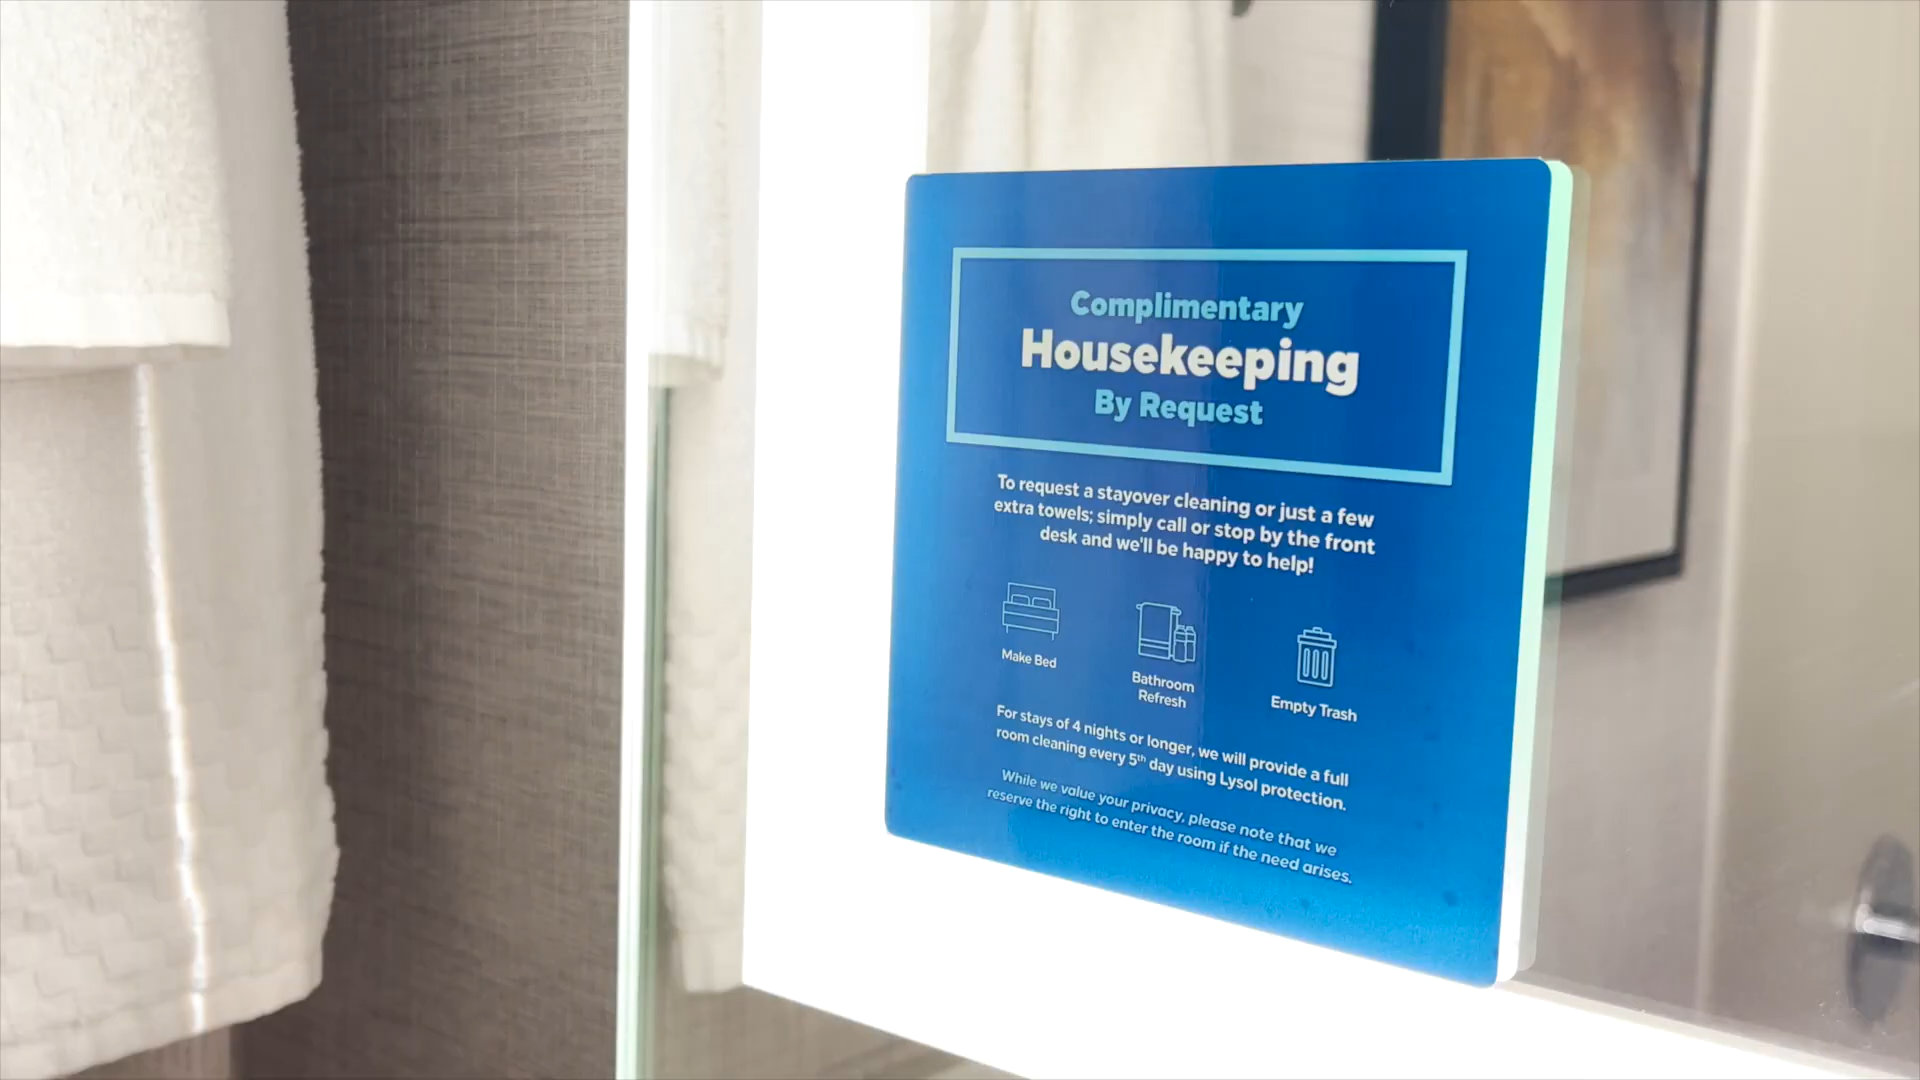 Complimentary
Housekeeping
By Request
To request a stayover cleaning or just a few
extra towels; simply call or stop by the front
desk and we'll be happy to help!
Make Bed
Bathroom
Refresh
Empty Trash
For stays of 4 nights or longer, we will provide a full
room cleaning every 5th day using Lysol protection.
While we value your privacy, please note that we
reserve the right to enter the room if the need arises.